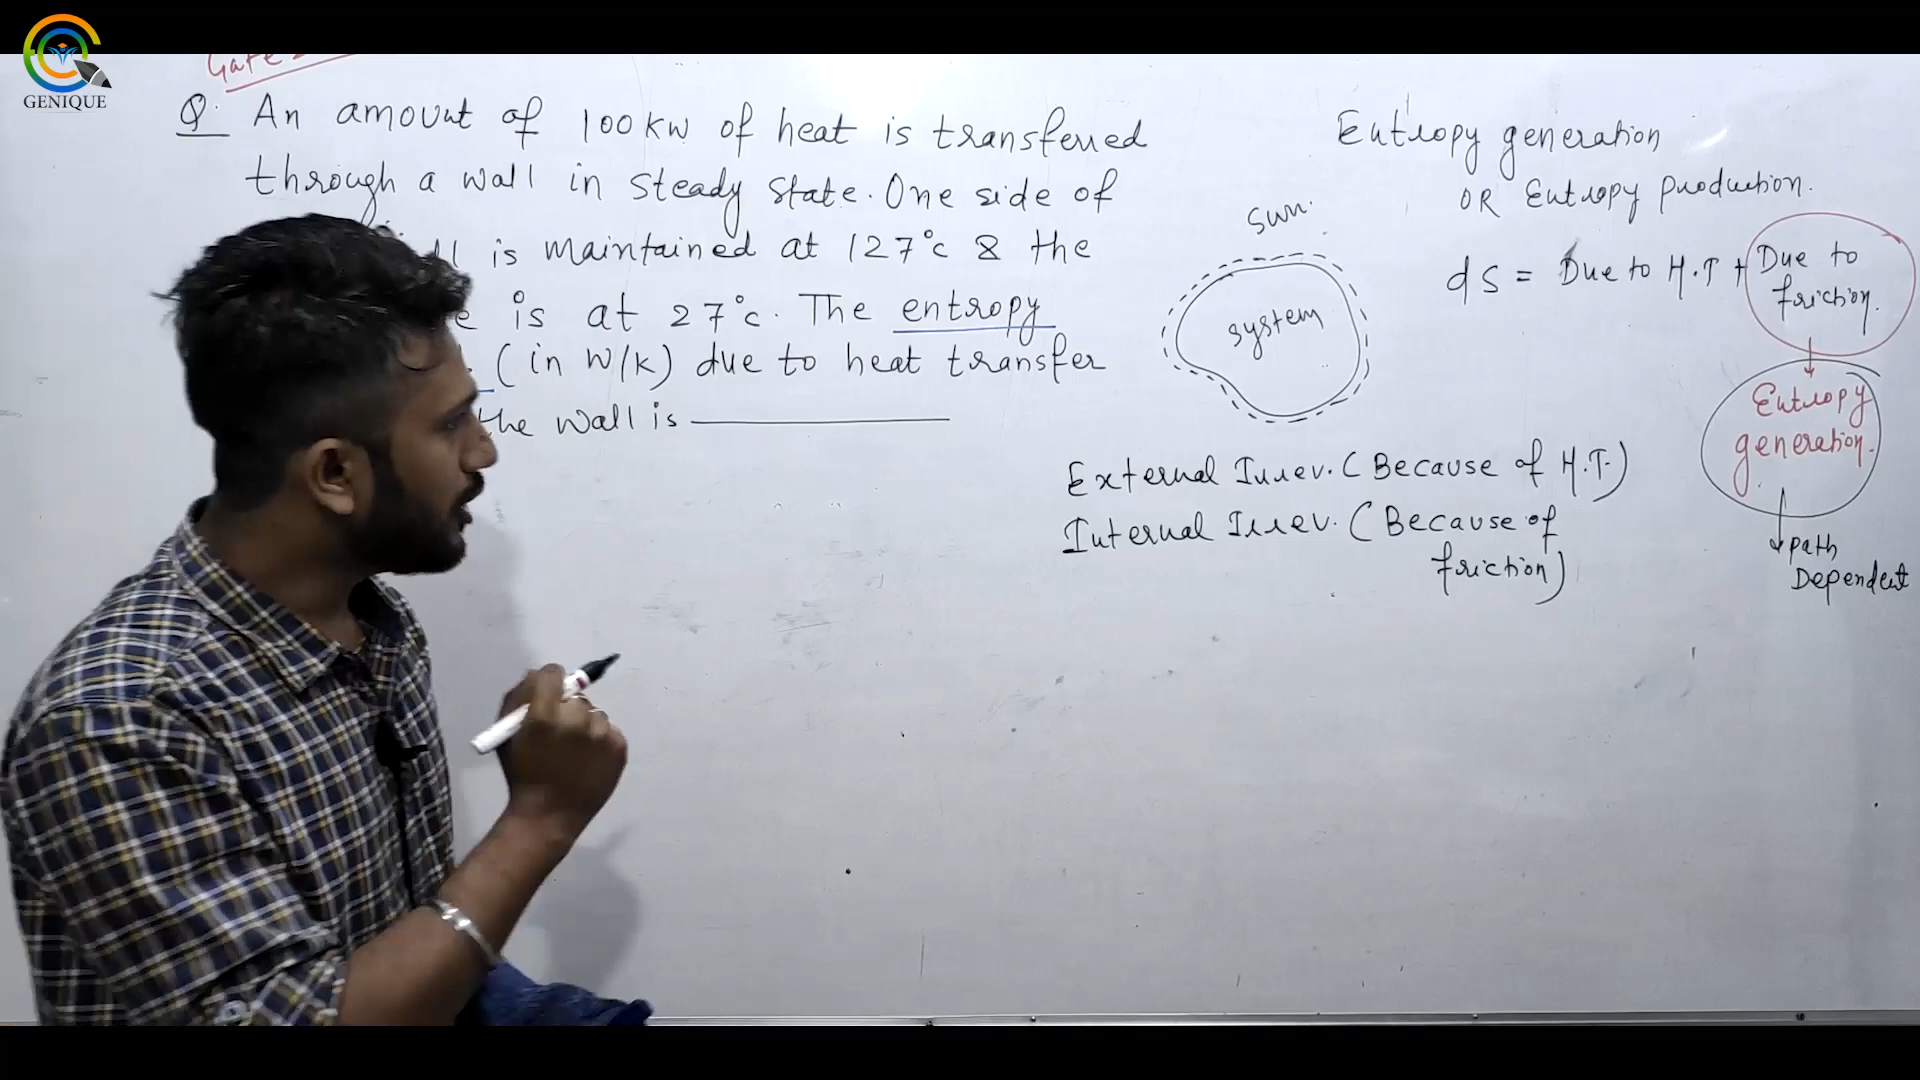 GENIQUE
Gate
Q. An amount of 100 kW of heat is transferred
through a wall in steady state. One side of
is maintained at 127°c & the
is at 27°c. The entropy
(in W/K) due to heat transfer
the wall is
Entropy generation
OR Entropy production.
Surr.
system
dS = Due to H.T + Due to
friction.
Entropy
generation.
Path
Dependent
External Irrev. (Because of H.T.)
Internal Irrev. (Because of
friction)